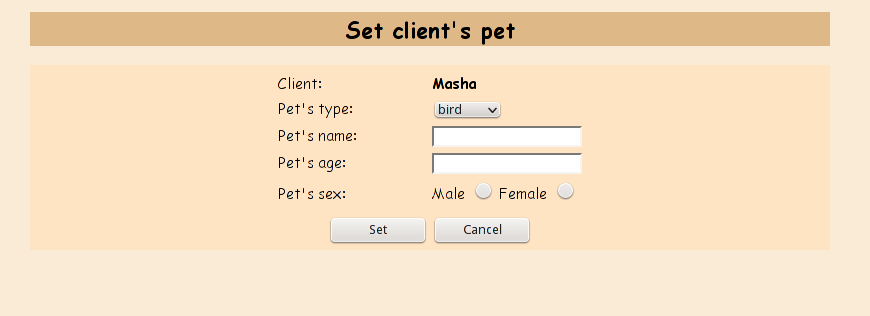 Set client's pet
Client: Masha
Pet's type: bird
Pet's name:
Pet's age:
Pet's sex: Male Female
Set Cancel